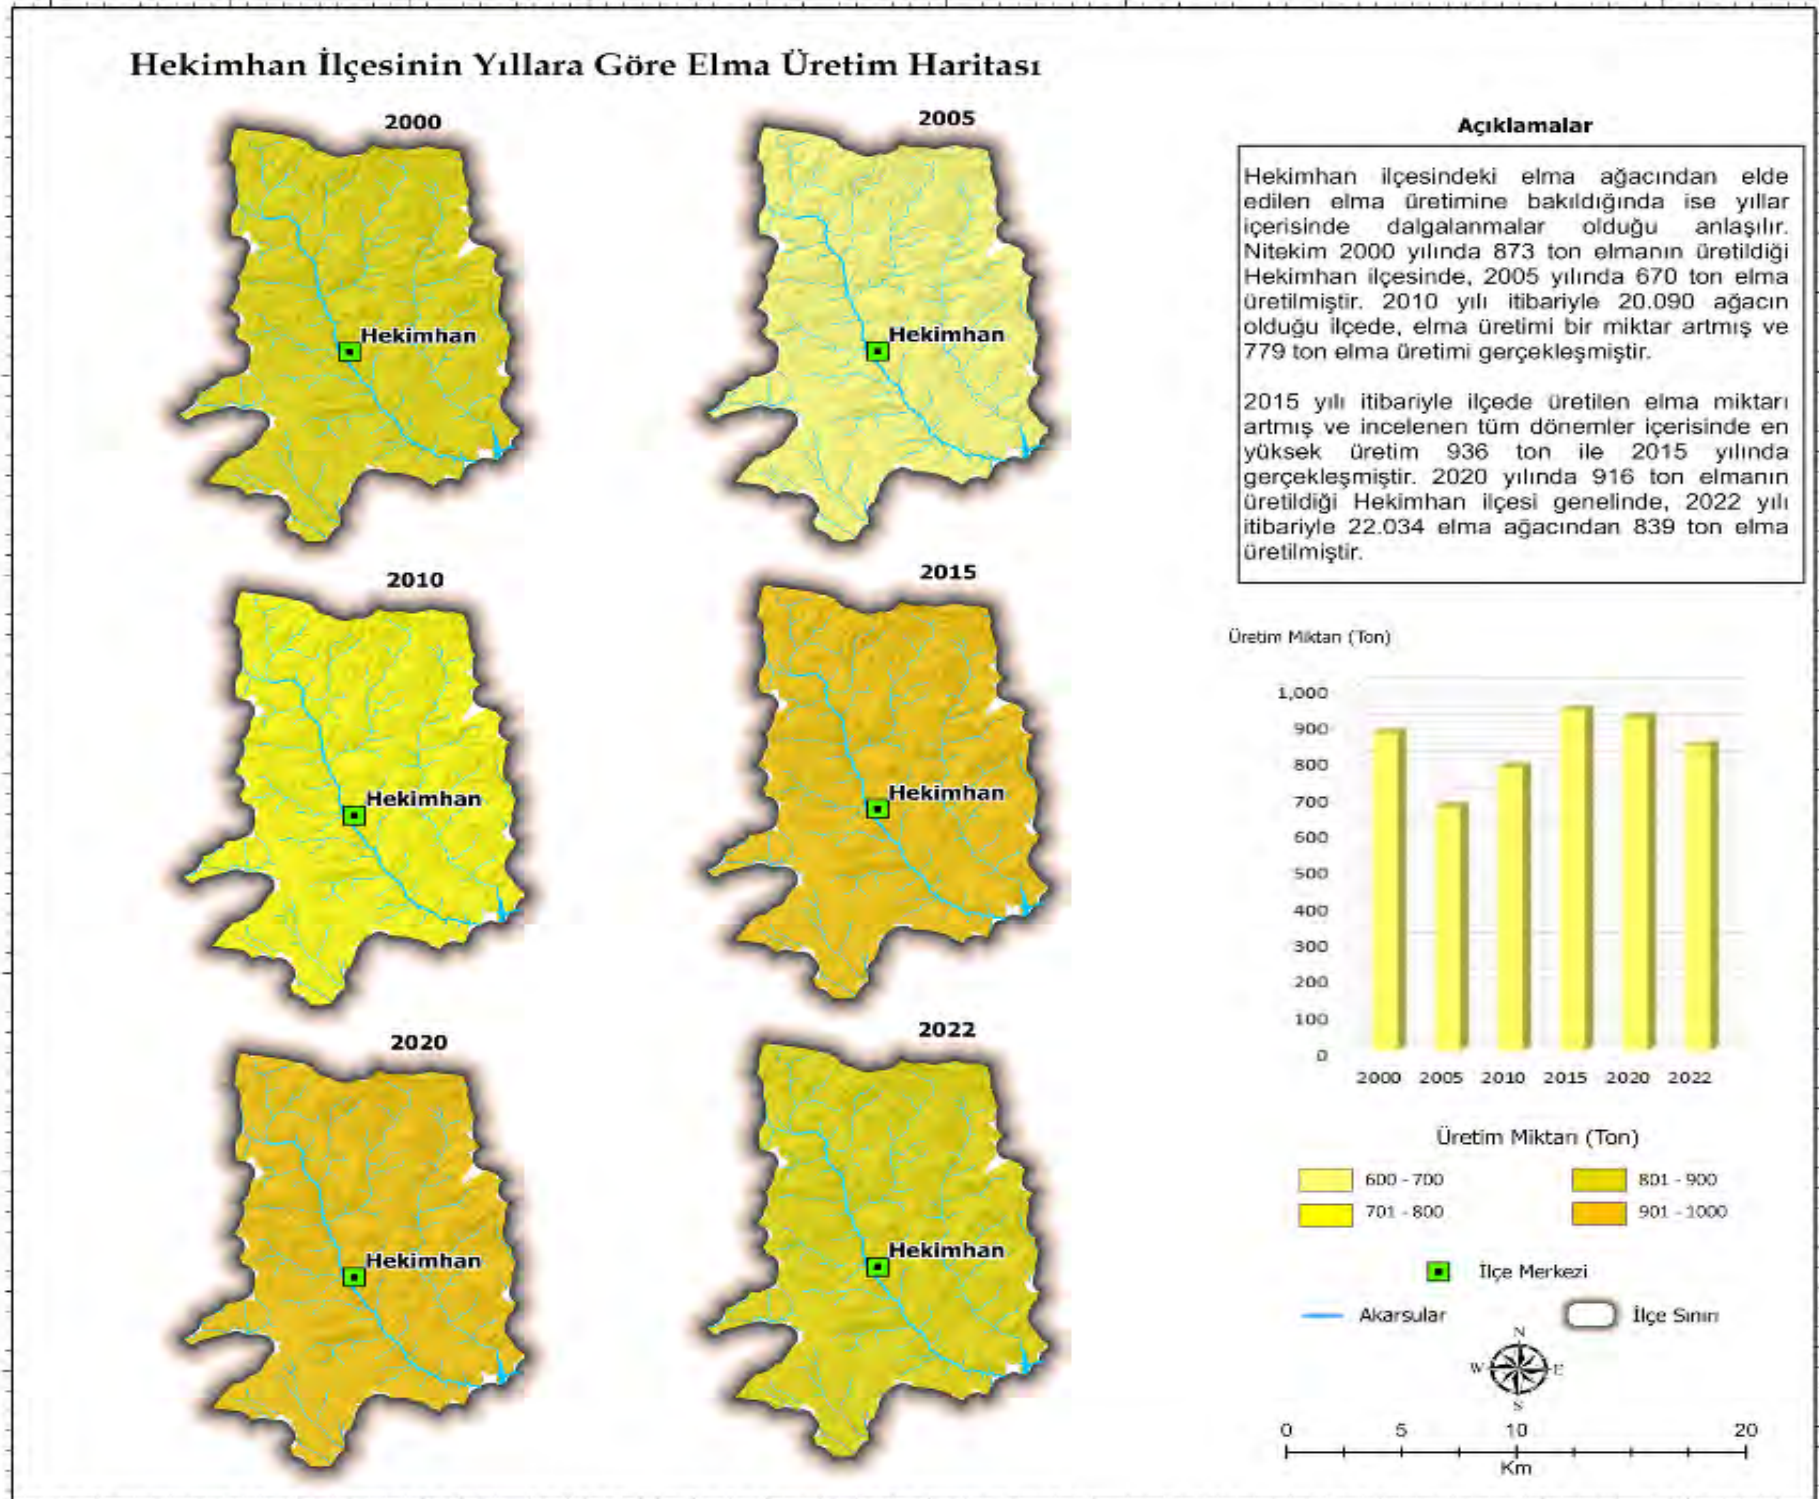 Hekimhan İlçesinin Yıllara Göre Elma Üretim Haritası
2000
Hekimhan
2005
Hekimhan
2010
Hekimhan
2015
Hekimhan
2020
Hekimhan
2022
Hekimhan
Açıklamalar
Hekimhan ilçesindeki elma ağacından elde
edilen elma üretimine bakıldığında ise yıllar
içerisinde dalgalanmalar olduğu anlaşılır.
Nitekim 2000 yılında 873 ton elmanın üretildiği
Hekimhan ilçesinde, 2005 yılında 670 ton elma
üretilmiştir. 2010 yılı itibariyle 20.090 ağacın
olduğu ilçede, elma üretimi bir miktar artmış ve
779 ton elma üretimi gerçekleşmiştir.
2015 yılı itibariyle ilçede üretilen elma miktarı
artmış ve incelenen tüm dönemler içerisinde en
yüksek üretim 936 ton ile 2015 yılında
gerçekleşmiştir. 2020 yılında 916 ton elmanın
üretildiği Hekimhan ilçesi genelinde, 2022 yılı
itibariyle 22.034 elma ağacından 839 ton elma
üretilmiştir.
Üretim Miktarı (Ton)
1,000
900
800
700
600
500
400
300
200
100
0
2000 2005 2010 2015 2020 2022
Üretim Miktarı (Ton)
600 - 700 801 - 900
701 - 800 901 - 1000
İlçe Merkezi
Akarsular İlçe Sınırı
N
W E
S
0 5 10 20
Km